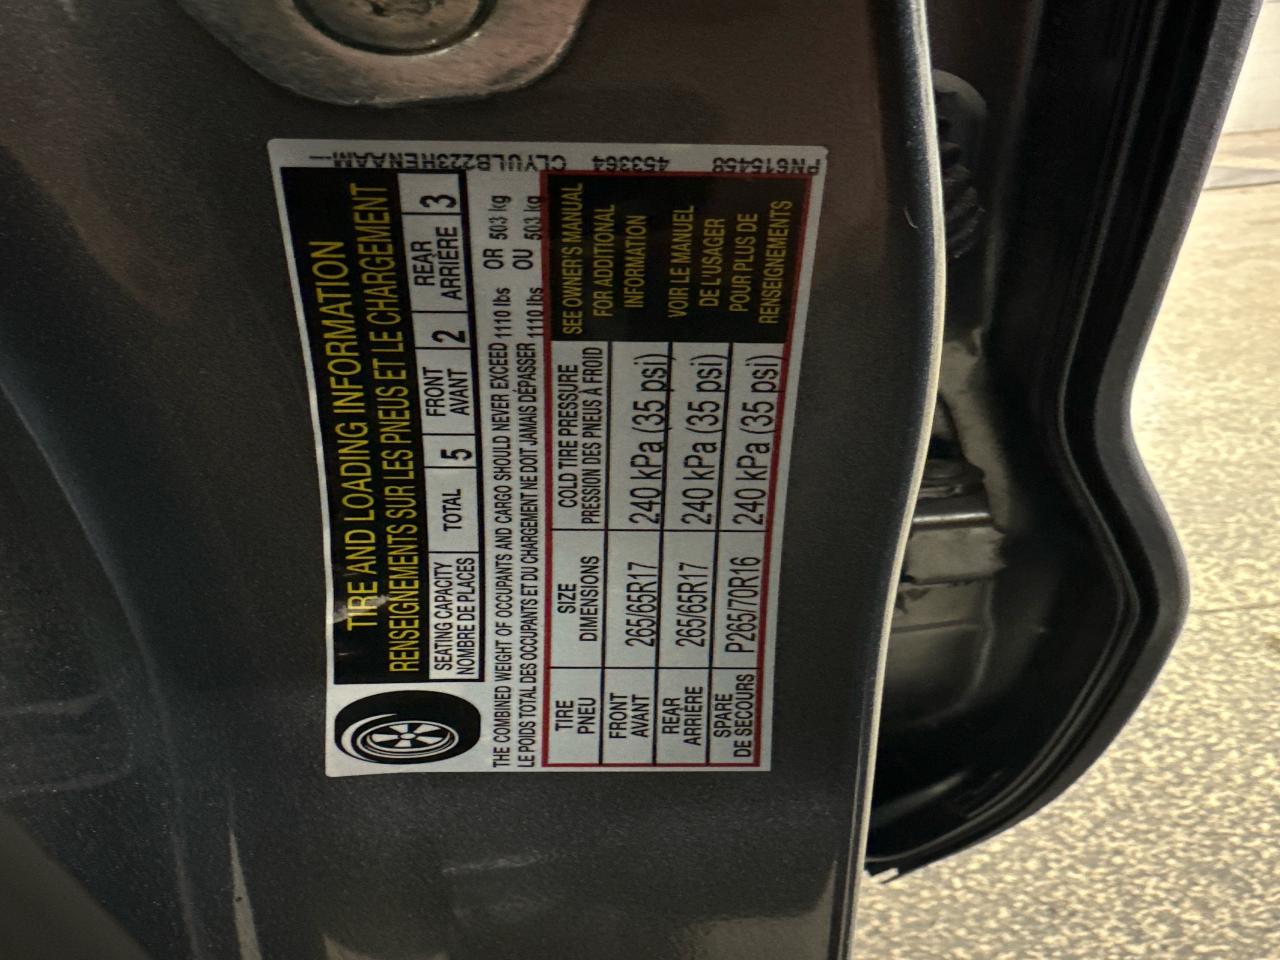 TIRE AND LOADING INFORMATION
RENSEIGNEMENTS SUR LES PNEUS ET LE CHARGEMENT
SEATING CAPACITY
NOMBRE DE PLACES
TOTAL 5
FRONT
AVANT
2
REAR
ARRIÈRE
3
THE COMBINED WEIGHT OF OCCUPANTS AND CARGO SHOULD NEVER EXCEED 1110 lbs OR 503 kg
LE POIDS TOTAL DES OCCUPANTS ET DU CHARGEMENT NE DOIT JAMAIS DÉPASSER 1110 lbs OU 503 kg
TIRE
PNEU
SIZE
DIMENSIONS
COLD TIRE PRESSURE
PRESSION DES PNEUS À FROID
FRONT
AVANT
265/65R17
240 kPa (35 psi)
REAR
ARRIERE
265/65R17
240 kPa (35 psi)
SPARE
DE SECOURS
P265/70R16
240 kPa (35 psi)
SEE OWNER'S MANUAL
FOR ADDITIONAL
INFORMATION
VOIR LE MANUEL
DE L'USAGER
POUR PLUS DE
RENSEIGNEMENTS
PN615458 453364